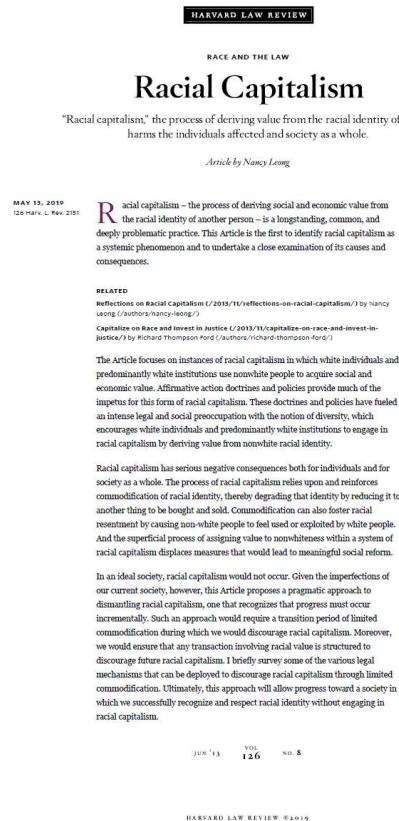 HARVARD LAW REVIEW
RACE AND THE LAW
Racial Capitalism
"Racial capitalism," the process of deriving value from the racial identity of
harms the individuals affected and society as a whole.
Article by Nancy Leong
MAY 13, 2019
126 Harv. L. Rev. 2151
Racial capitalism — the process of deriving social and economic value from
the racial identity of another person — is a longstanding, common, and
deeply problematic practice. This Article is the first to identify racial capitalism as
a systemic phenomenon and to undertake a close examination of its causes and
consequences.
RELATED
Reflections on Racial Capitalism (/2013/11/reflections-on-racial-capitalism/) by Nancy
Leong (/authors/nancy-leong/)
Capitalize on Race and Invest in Justice (/2013/11/capitalize-on-race-and-invest-in-
justice/) by Richard Thompson Ford (/authors/richard-thompson-ford/)
The Article focuses on instances of racial capitalism in which white individuals and
predominantly white institutions use nonwhite people to acquire social and
economic value. Affirmative action doctrines and policies provide much of the
impetus for this form of racial capitalism. These doctrines and policies have fueled
an intense legal and social preoccupation with the notion of diversity, which
encourages white individuals and predominantly white institutions to engage in
racial capitalism by deriving value from nonwhite racial identity.
Racial capitalism has serious negative consequences both for individuals and for
society as a whole. The process of racial capitalism relies upon and reinforces
commodification of racial identity, thereby degrading that identity by reducing it to
another thing to be bought and sold. Commodification can also foster racial
resentment by causing non-white people to feel used or exploited by white people.
And the superficial process of assigning value to nonwhiteness within a system of
racial capitalism displaces measures that would lead to meaningful social reform.
In an ideal society, racial capitalism would not occur. Given the imperfections of
our current society, however, this Article proposes a pragmatic approach to
dismantling racial capitalism, one that recognizes that progress must occur
incrementally. Such an approach would require a transition period of limited
commodification during which we would discourage racial capitalism. Moreover,
we would ensure that any transaction involving racial value is structured to
discourage future racial capitalism. I briefly survey some of the various legal
mechanisms that can be deployed to discourage racial capitalism through limited
commodification. Ultimately, this approach will allow progress toward a society in
which we successfully recognize and respect racial identity without engaging in
racial capitalism.
JUN '13 VOL 126 NO. 8
HARVARD LAW REVIEW ©2019